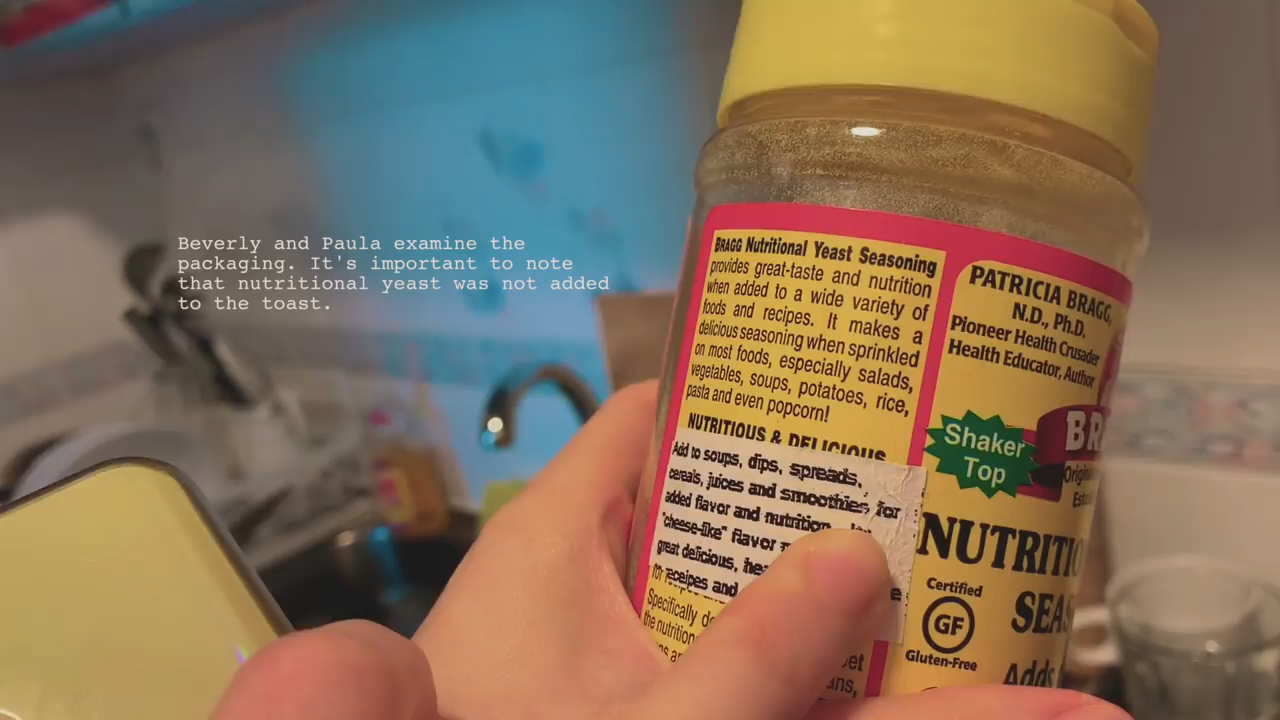 Beverly and Paula examine the
packaging. It's important to note
that nutritional yeast was not added
to the toast.
BRAGG Nutritional Yeast Seasoning
provides great-taste and nutrition
when added to a wide variety of
foods and recipes. It makes a
delicious seasoning when sprinkled
on most foods, especially salads,
vegetables, soups, potatoes, rice,
pasta and even popcorn!
NUTRITIOUS & DELICIOUS
Add to soups, dips, spreads,
cereals, juices and smoothies for
added flavor and nutrition
"cheese-like" flavor
great delicious,
for receipes and
Specifically
the nutrition
PATRICIA BRAGG,
N.D., Ph.D.
Pioneer Health Crusader
Health Educator, Author
Shaker
Top
NUTRITIO
SEAS
Certified
GF
Gluten-Free
Adds